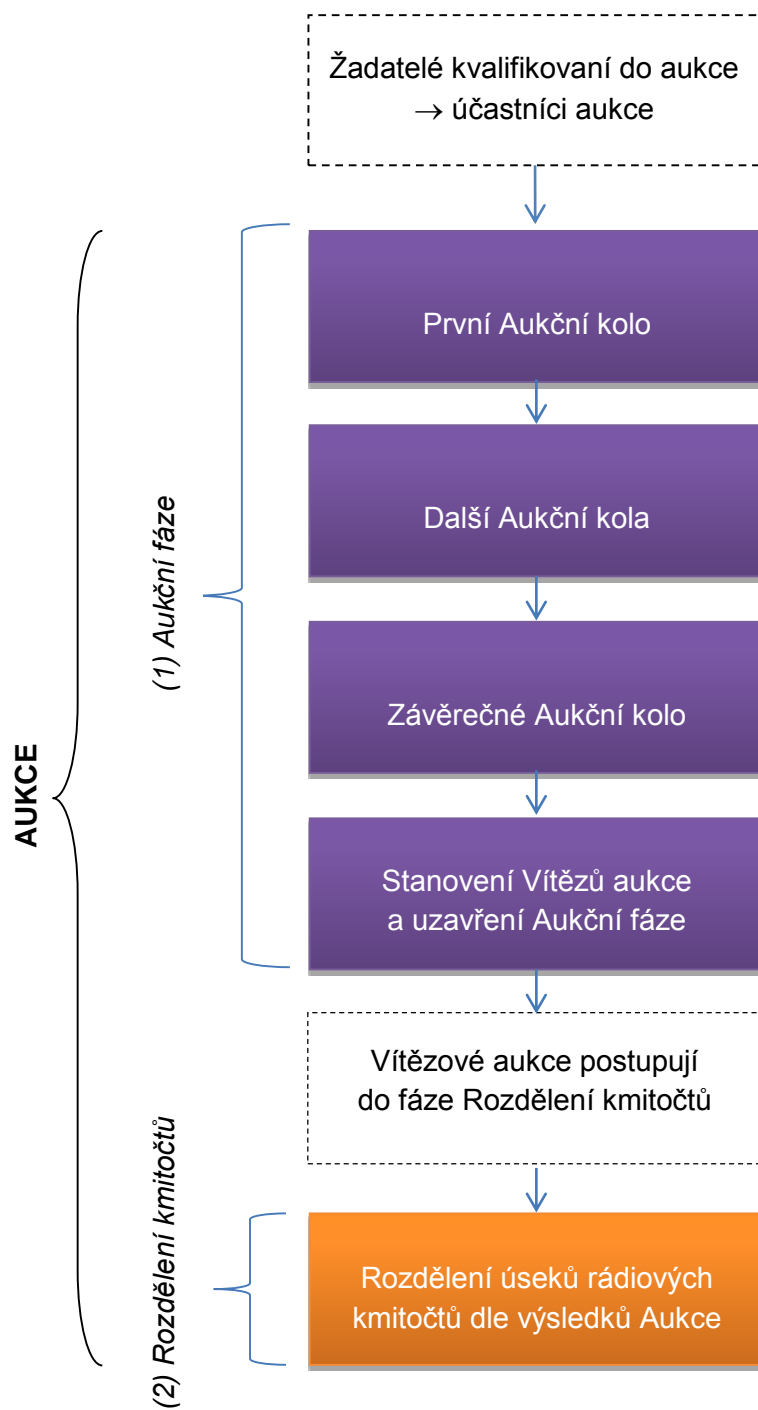 Žadatelé kvalifikovaní do aukce
→ účastníci aukce
První Aukční kolo
Další Aukční kola
(1) Aukční fáze
Závěrečné Aukční kolo
AUKCE
Stanovení Vítězů aukce
a uzavření Aukční fáze
Vítězové aukce postupují
do fáze Rozdělení kmitočtů
(2) Rozdělení kmitočtů
Rozdělení úseků rádiových
kmitočtů dle výsledků Aukce